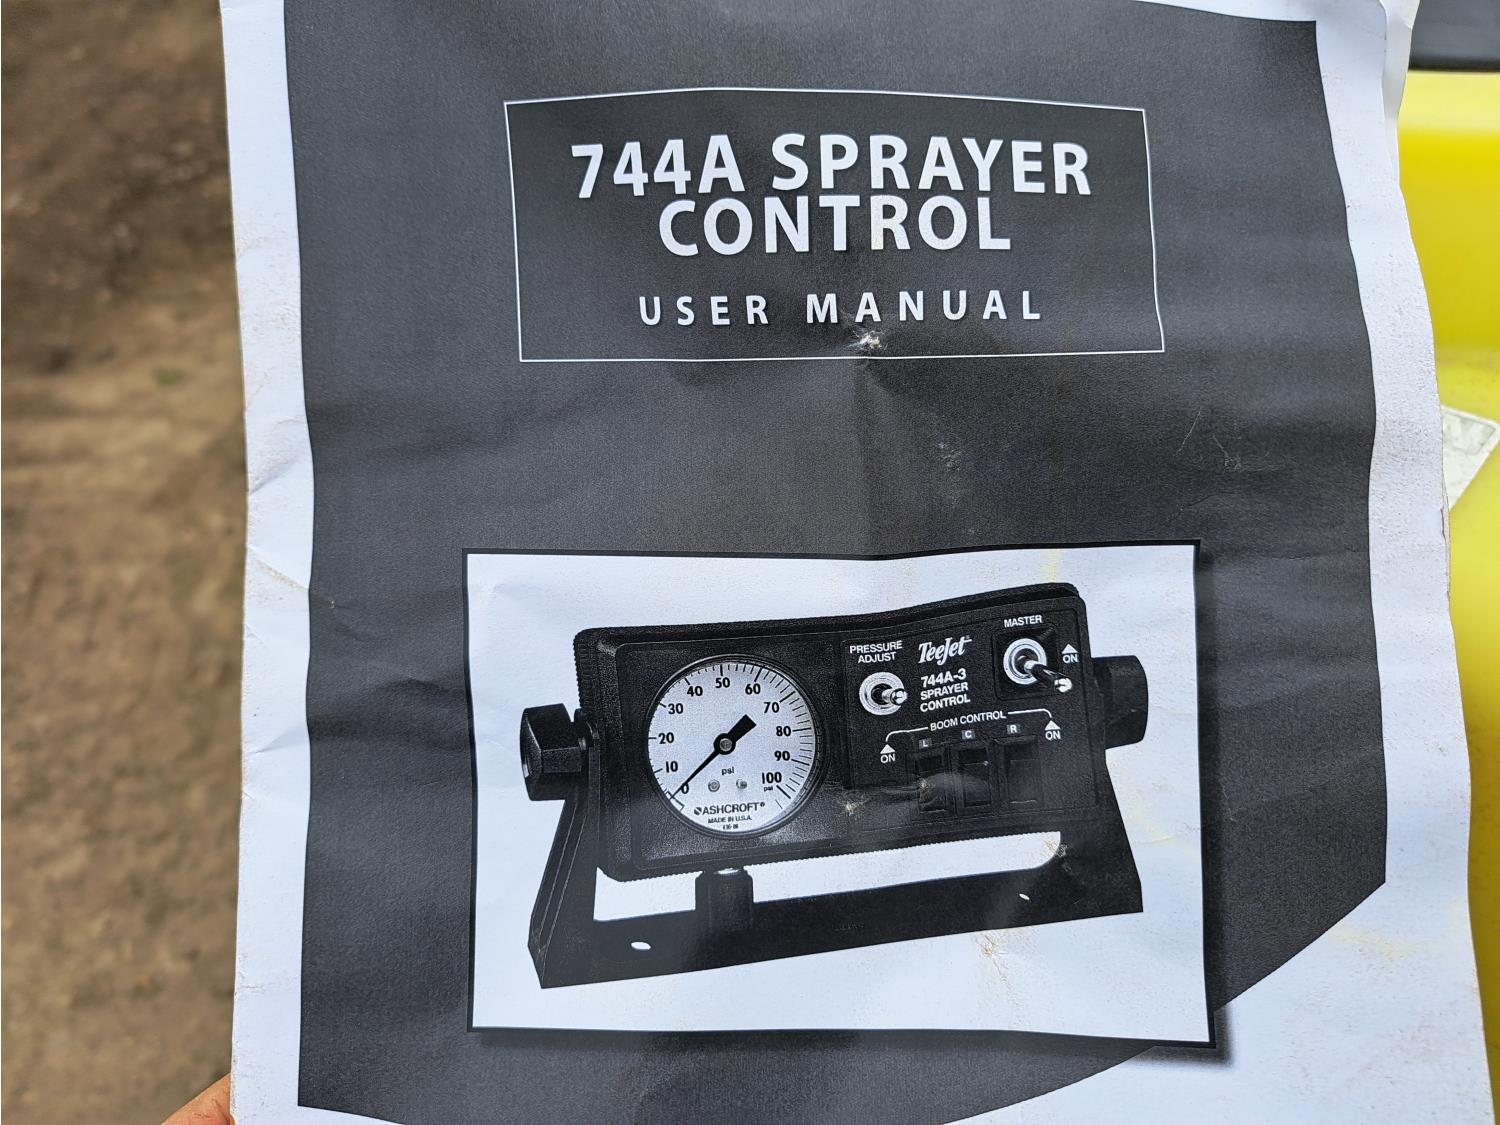 744A SPRAYER
CONTROL
USER MANUAL
PRESSURE
ADJUST
TeeJet®
744A-3
SPRAYER
CONTROL
MASTER
ON
BOOM CONTROL
ON
L
C
R
ON
0
10
20
30
40
50
60
70
80
90
100
psi
psi
ASHCROFT®
MADE IN U.S.A.